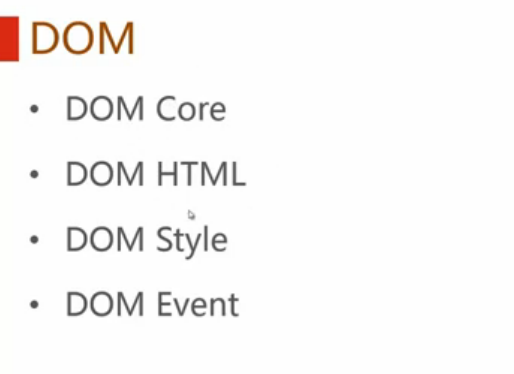 DOM
• DOM Core
• DOM HTML
• DOM Style
• DOM Event